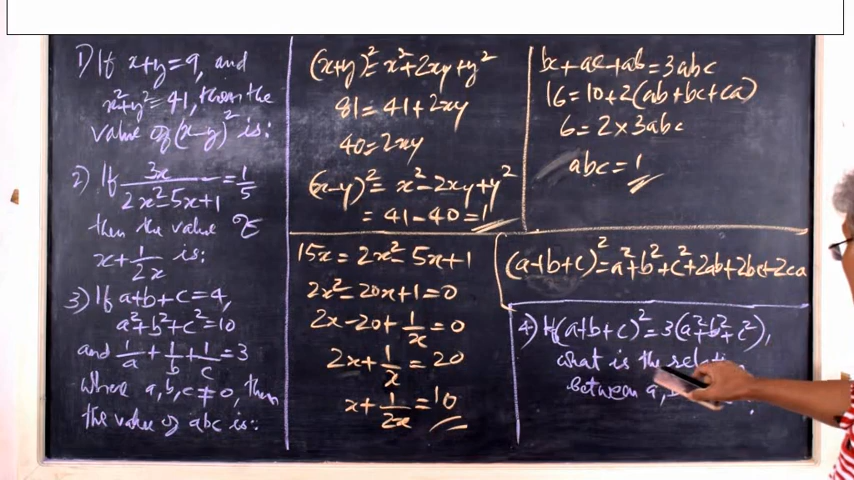 1) If x+y=9, and
x²+y²=41, then the
value of (x-y)² is:
2) If 3x/(2x²-5x+1) = 1/5
then the value of
x+1/2x is:
3) If a+b+c=4,
a²+b²+c²=10
and 1/a+1/b+1/c=3
where a,b,c≠0, then
the value of abc is:
(x+y)²=x²+2xy+y²
81=41+2xy
40=2xy
(x-y)²=x²-2xy+y²
=41-40=1
15x=2x²-5x+1
2x²-20x+1=0
2x-20+1/x=0
2x+1/x=20
x+1/2x=10
bc+ac+ab=3abc
16=10+2(ab+bc+ca)
6=2×3abc
abc=1
(a+b+c)²=a²+b²+c²+2ab+2bc+2ca
4) If (a+b+c)²=3(a²+b²+c²),
what is the
between a,